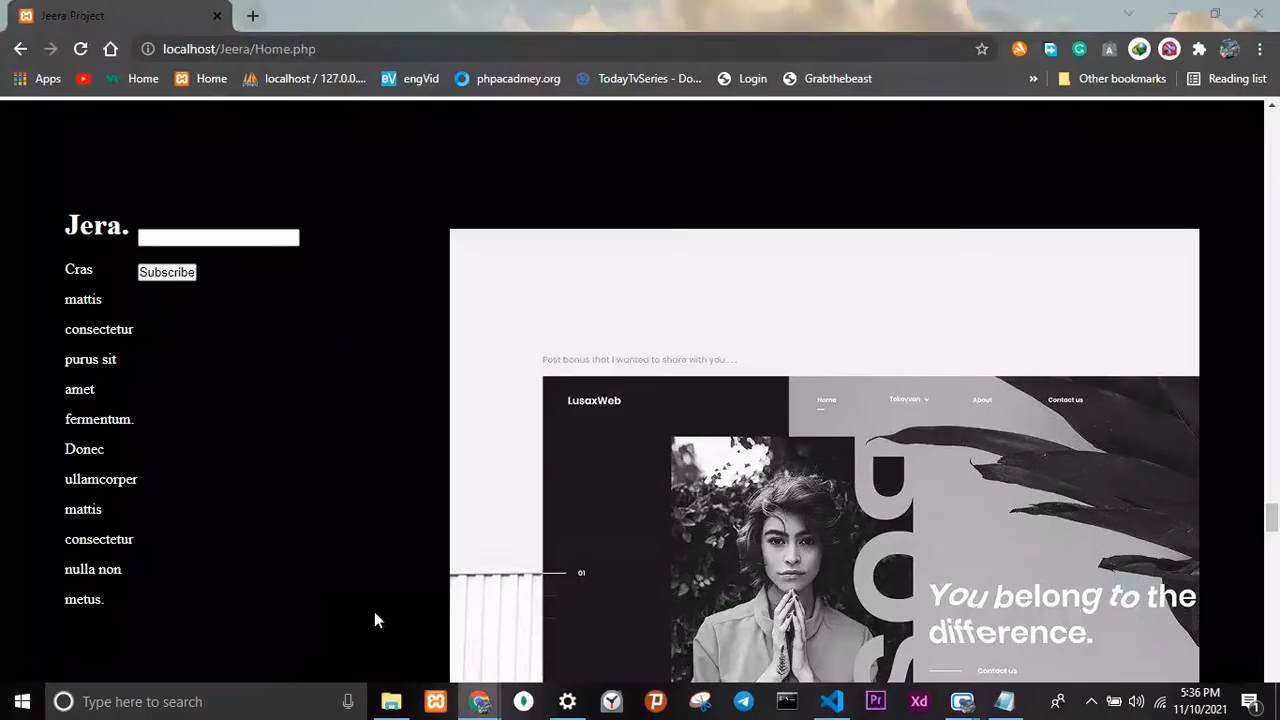 Jeera Project
localhost/Jeera/Home.php
Apps
Home
Home
localhost / 127.0.0....
engVid
phpacadmey.org
TodayTvSeries - Do...
Login
Grabthebeast
»
Other bookmarks
Reading list
Jera.
Cras
mattis
consectetur
purus sit
amet
fermentum.
Donec
ullamcorper
mattis
consectetur
nulla non
metus.
Subscribe
Post bonus that I wanted to share with you...
LusaxWeb
Home
About
Contact us
01
You belong to the
difference.
Contact us
Type here to search
5:36 PM
11/10/2021